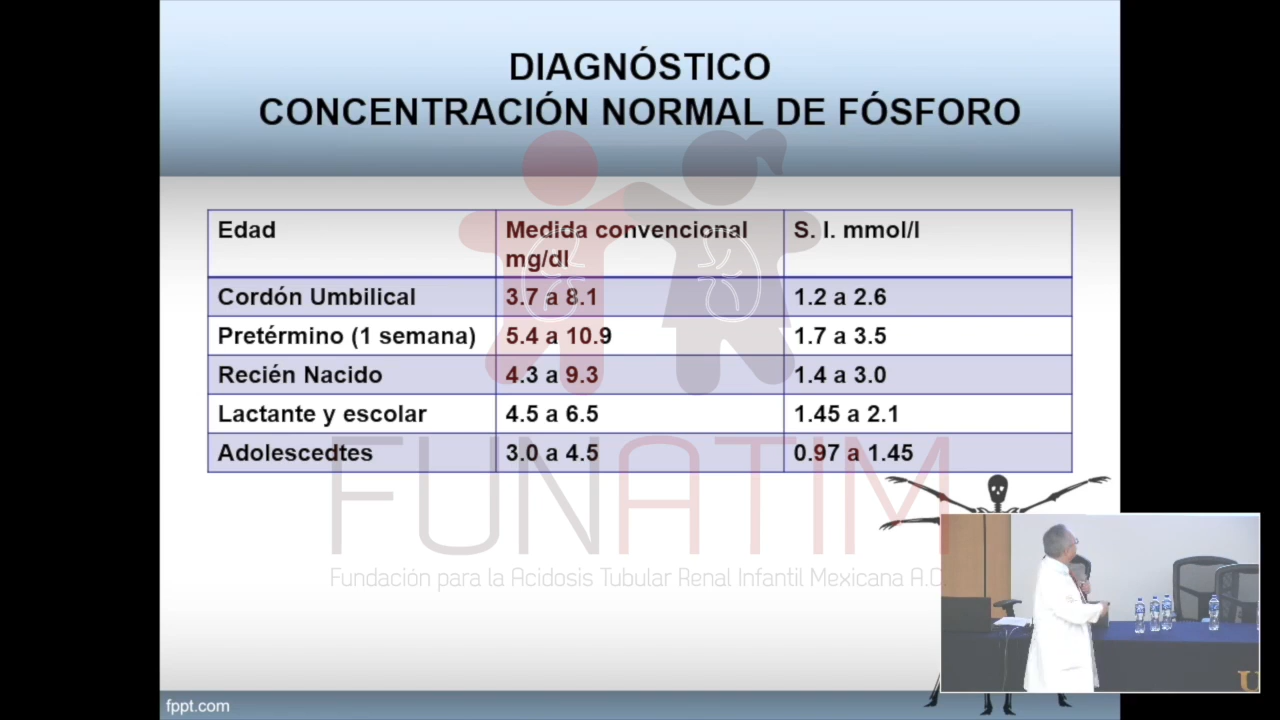 DIAGNÓSTICO
CONCENTRACIÓN NORMAL DE FÓSFORO
Edad
Medida convencional
mg/dl
S. I. mmol/l
Cordón Umbilical 3.7 a 8.1 1.2 a 2.6
Pretérmino (1 semana) 5.4 a 10.9 1.7 a 3.5
Recién Nacido 4.3 a 9.3 1.4 a 3.0
Lactante y escolar 4.5 a 6.5 1.45 a 2.1
Adolescedtes 3.0 a 4.5 0.97 a 1.45
FUNATIM
Fundación para la Acidosis Tubular Renal Infantil Mexicana A.C.
U
fppt.com